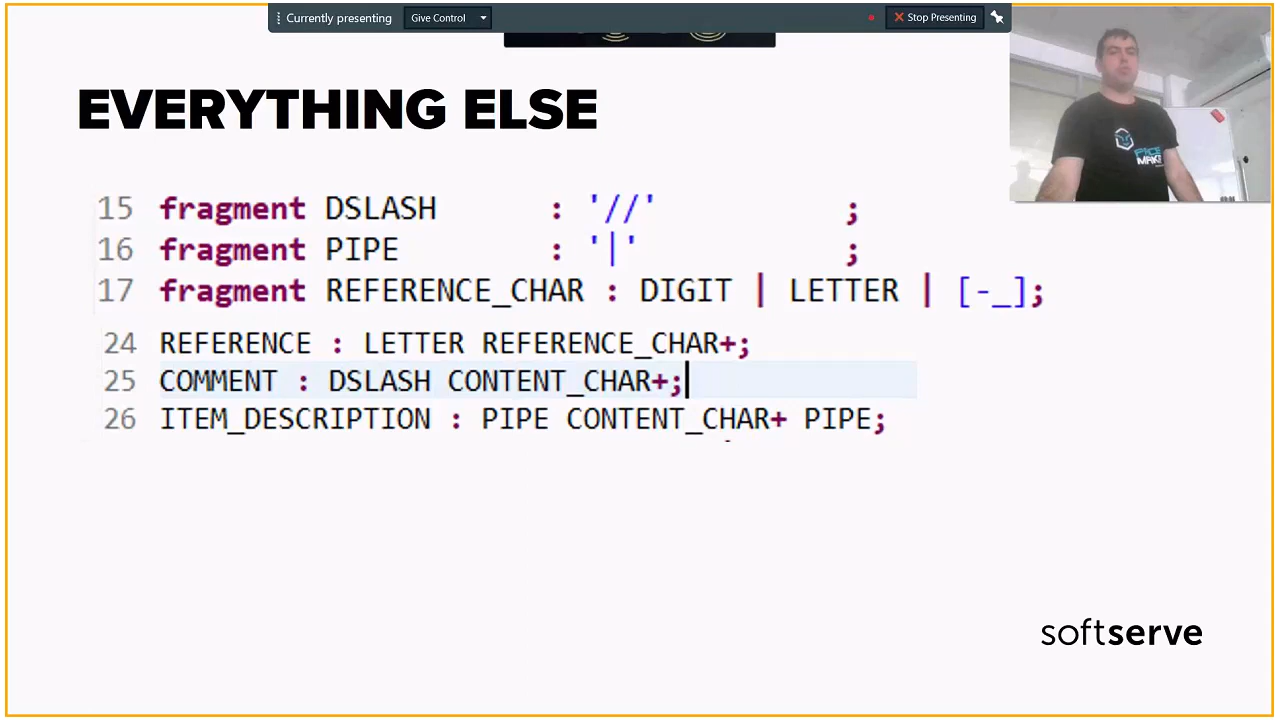 Currently presenting
Give Control
Stop Presenting
EVERYTHING ELSE
15 fragment DSLASH : '//' ;
16 fragment PIPE : '|' ;
17 fragment REFERENCE_CHAR : DIGIT | LETTER | [-_];
24 REFERENCE : LETTER REFERENCE_CHAR+;
25 COMMENT : DSLASH CONTENT_CHAR+;
26 ITEM_DESCRIPTION : PIPE CONTENT_CHAR+ PIPE;
softserve